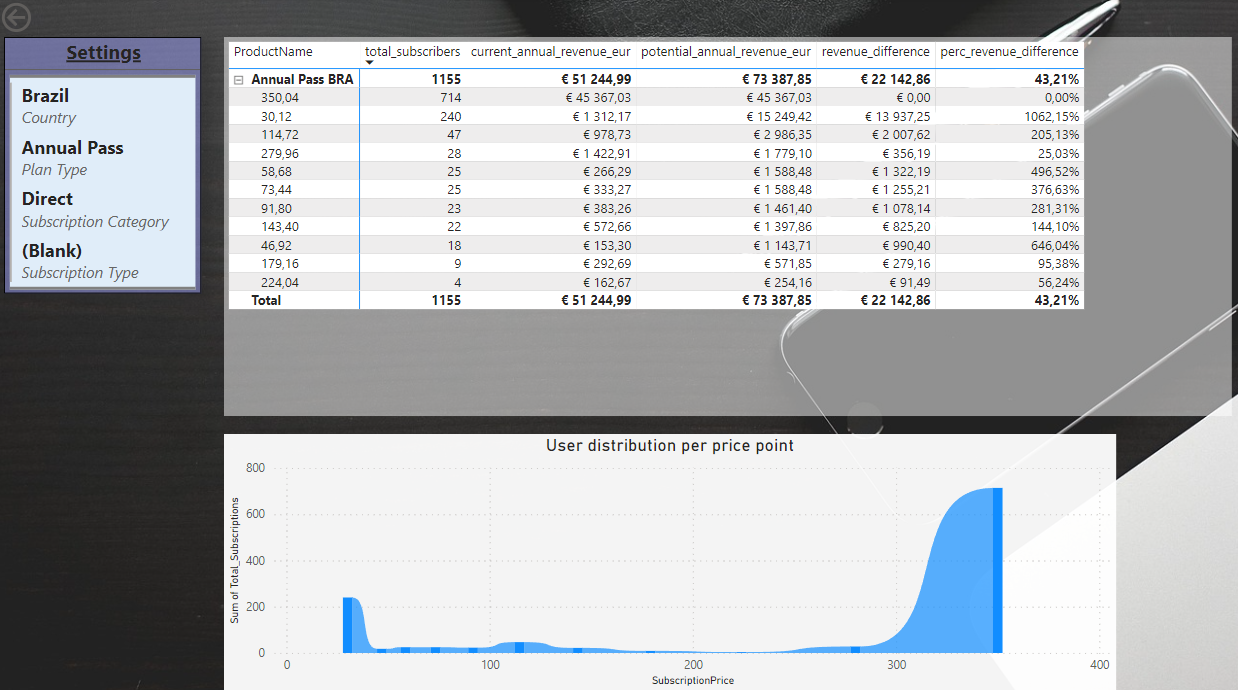 Settings
Brazil
Country
Annual Pass
Plan Type
Direct
Subscription Category
(Blank)
Subscription Type
ProductName total_subscribers current_annual_revenue_eur potential_annual_revenue_eur revenue_difference perc_revenue_difference
Annual Pass BRA 1155 € 51 244,99 € 73 387,85 € 22 142,86 43,21%
350,04 714 € 45 367,03 € 45 367,03 € 0,00 0,00%
30,12 240 € 1 312,17 € 15 249,42 € 13 937,25 1062,15%
114,72 47 € 978,73 € 2 986,35 € 2 007,62 205,13%
279,96 28 € 1 422,91 € 1 779,10 € 356,19 25,03%
58,68 25 € 266,29 € 1 588,48 € 1 322,19 496,52%
73,44 25 € 333,27 € 1 588,48 € 1 255,21 376,63%
91,80 23 € 383,26 € 1 461,40 € 1 078,14 281,31%
143,40 22 € 572,66 € 1 397,86 € 825,20 144,10%
46,92 18 € 153,30 € 1 143,71 € 990,40 646,04%
179,16 9 € 292,69 € 571,85 € 279,16 95,38%
224,04 4 € 162,67 € 254,16 € 91,49 56,24%
Total 1155 € 51 244,99 € 73 387,85 € 22 142,86 43,21%
User distribution per price point
Sum of Total_Subscriptions
800
600
400
200
0
0 100 200 300 400
SubscriptionPrice